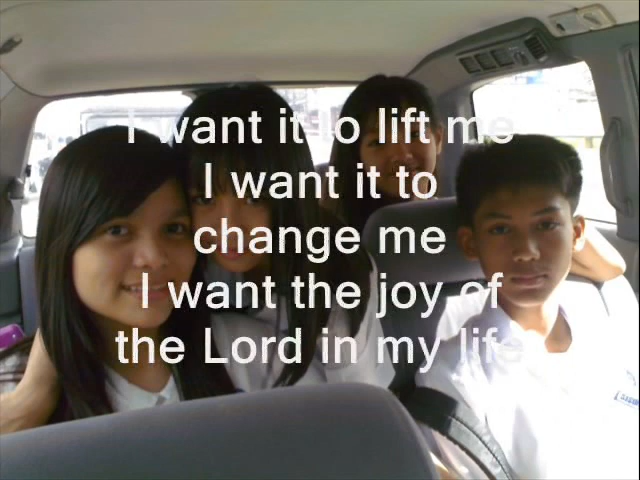 I want it to lift me
I want it to
change me
I want the joy of
the Lord in my life